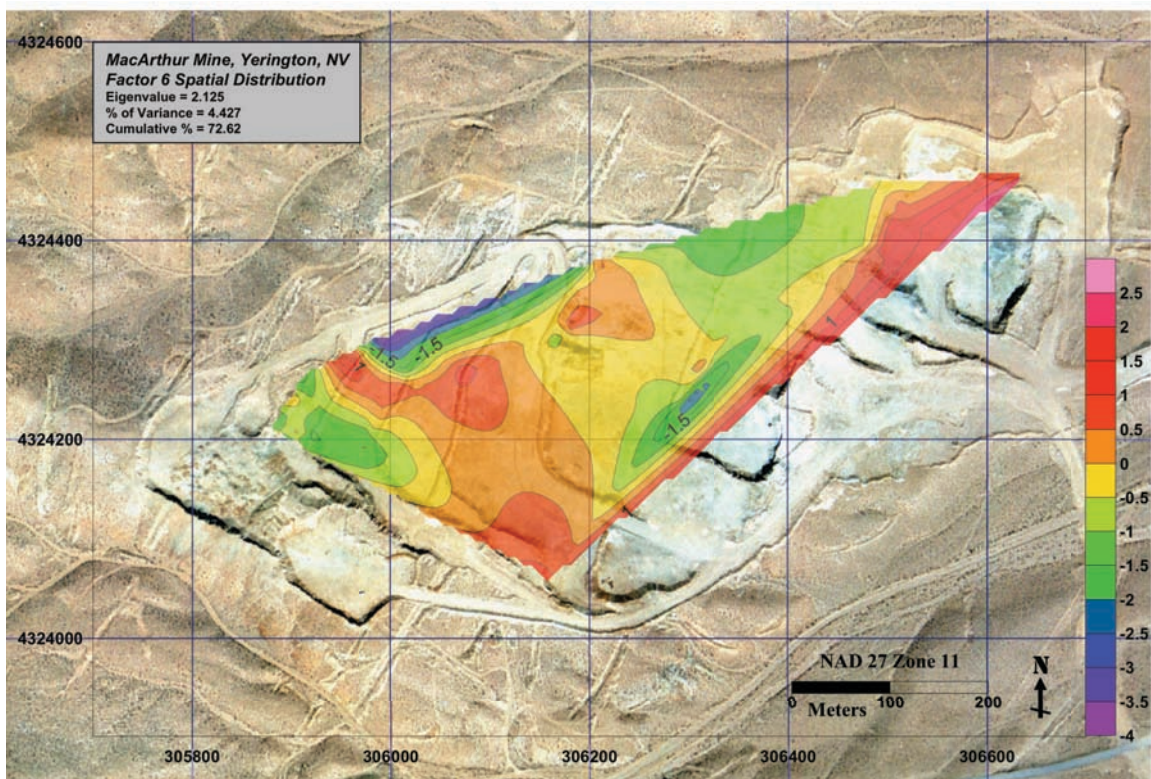 4324600
MacArthur Mine, Yerington, NV
Factor 6 Spatial Distribution
Eigenvalue = 2.125
% of Variance = 4.427
Cumulative % = 72.62
4324400
2.5
2
1.5
1
0.5
0
-0.5
-1
-1.5
-2
-2.5
-3
-3.5
-4
1
-1.5
-1.5
1
-1.5
1
4324200
4324000
NAD 27 Zone 11
N
0 100 200
Meters
305800 306000 306200 306400 306600